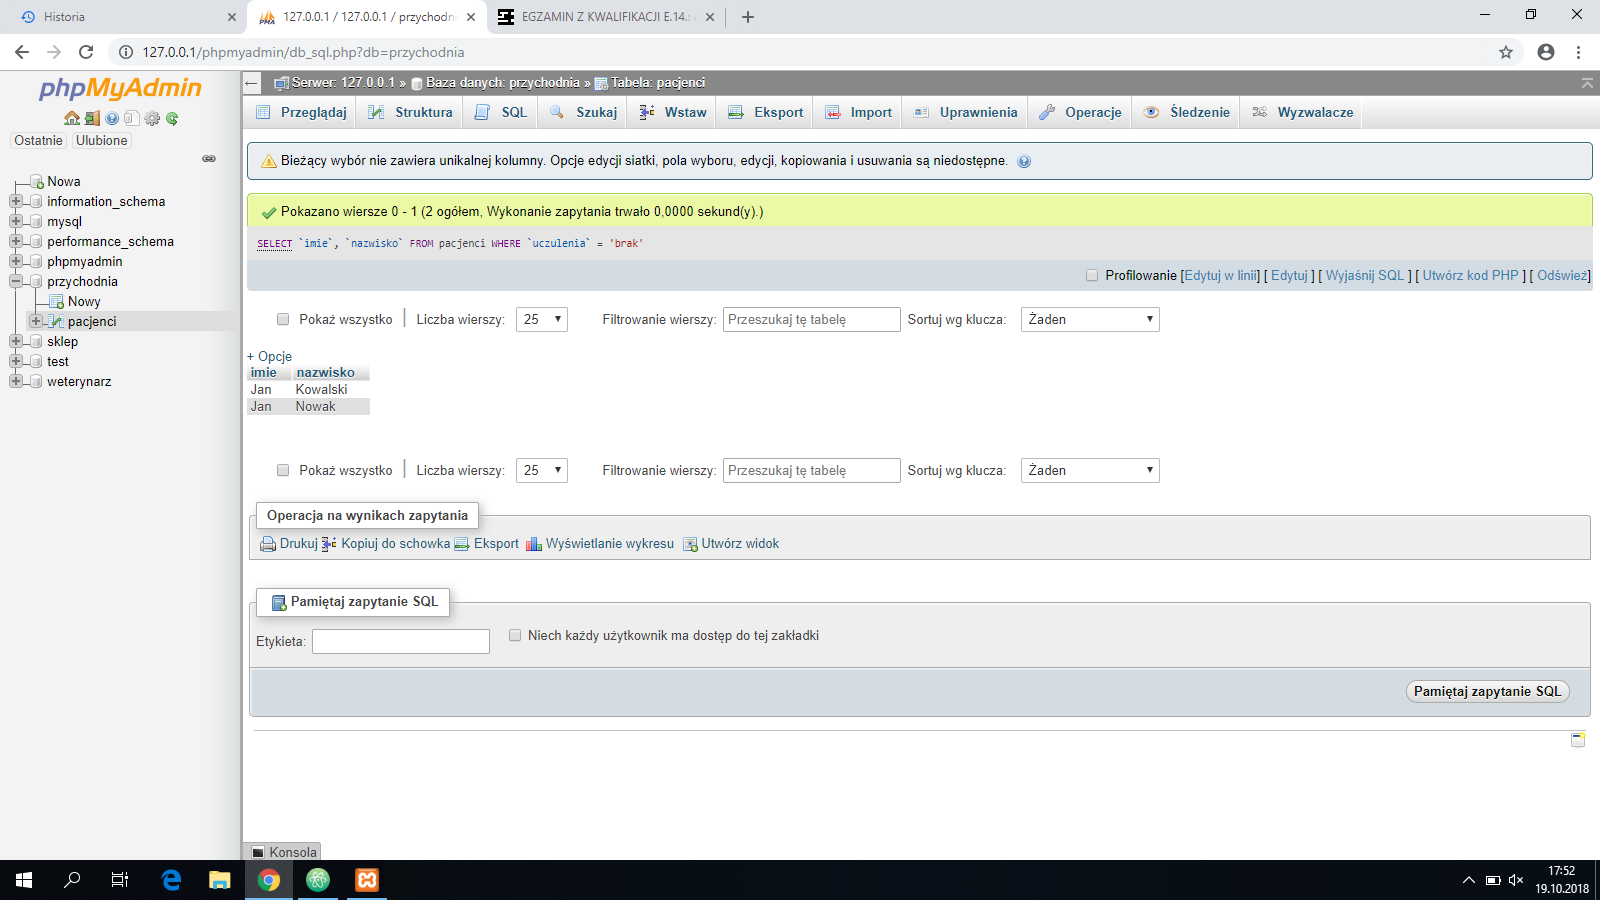 Historia
127.0.0.1 / 127.0.0.1 / przychodni
EGZAMIN Z KWALIFIKACJI E.14.:
127.0.0.1/phpmyadmin/db_sql.php?db=przychodnia
phpMyAdmin
Ostatnie Ulubione
Nowa
information_schema
mysql
performance_schema
phpmyadmin
przychodnia
Nowy
pacjenci
sklep
test
weterynarz
Serwer: 127.0.0.1 » Baza danych: przychodnia » Tabela: pacjenci
Przeglądaj Struktura SQL Szukaj Wstaw Eksport Import Uprawnienia Operacje Śledzenie Wyzwalacze
Bieżący wybór nie zawiera unikalnej kolumny. Opcje edycji siatki, pola wyboru, edycji, kopiowania i usuwania są niedostępne.
Pokazano wiersze 0 - 1 (2 ogółem, Wykonanie zapytania trwało 0,0000 sekund(y).)
SELECT `imie`, `nazwisko` FROM pacjenci WHERE `uczulenia` = 'brak'
Profilowanie [Edytuj w linii] [ Edytuj ] [ Wyjaśnij SQL ] [ Utwórz kod PHP ] [ Odśwież]
Pokaż wszystko | Liczba wierszy: 25 Filtrowanie wierszy: Przeszukaj tę tabelę Sortuj wg klucza: Żaden
+ Opcje
imie nazwisko
Jan Kowalski
Jan Nowak
Pokaż wszystko | Liczba wierszy: 25 Filtrowanie wierszy: Przeszukaj tę tabelę Sortuj wg klucza: Żaden
Operacja na wynikach zapytania
Drukuj Kopiuj do schowka Eksport Wyświetlanie wykresu Utwórz widok
Pamiętaj zapytanie SQL
Etykieta: Niech każdy użytkownik ma dostęp do tej zakładki
Pamiętaj zapytanie SQL
Konsola
17:52
19.10.2018